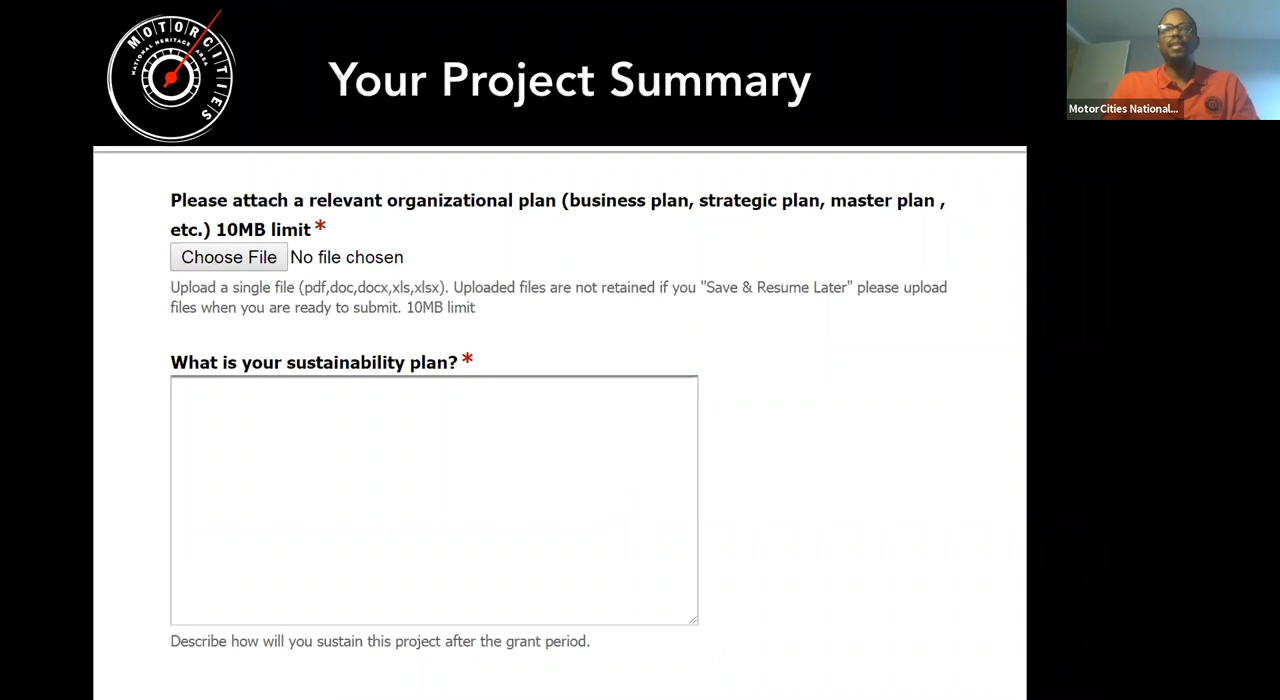 MOTORCITIES
NATIONAL HERITAGE AREA
Your Project Summary
MotorCities National...
Please attach a relevant organizational plan (business plan, strategic plan, master plan ,
etc.) 10MB limit *
Choose File No file chosen
Upload a single file (pdf,doc,docx,xls,xlsx). Uploaded files are not retained if you "Save & Resume Later" please upload
files when you are ready to submit. 10MB limit
What is your sustainability plan? *
Describe how will you sustain this project after the grant period.